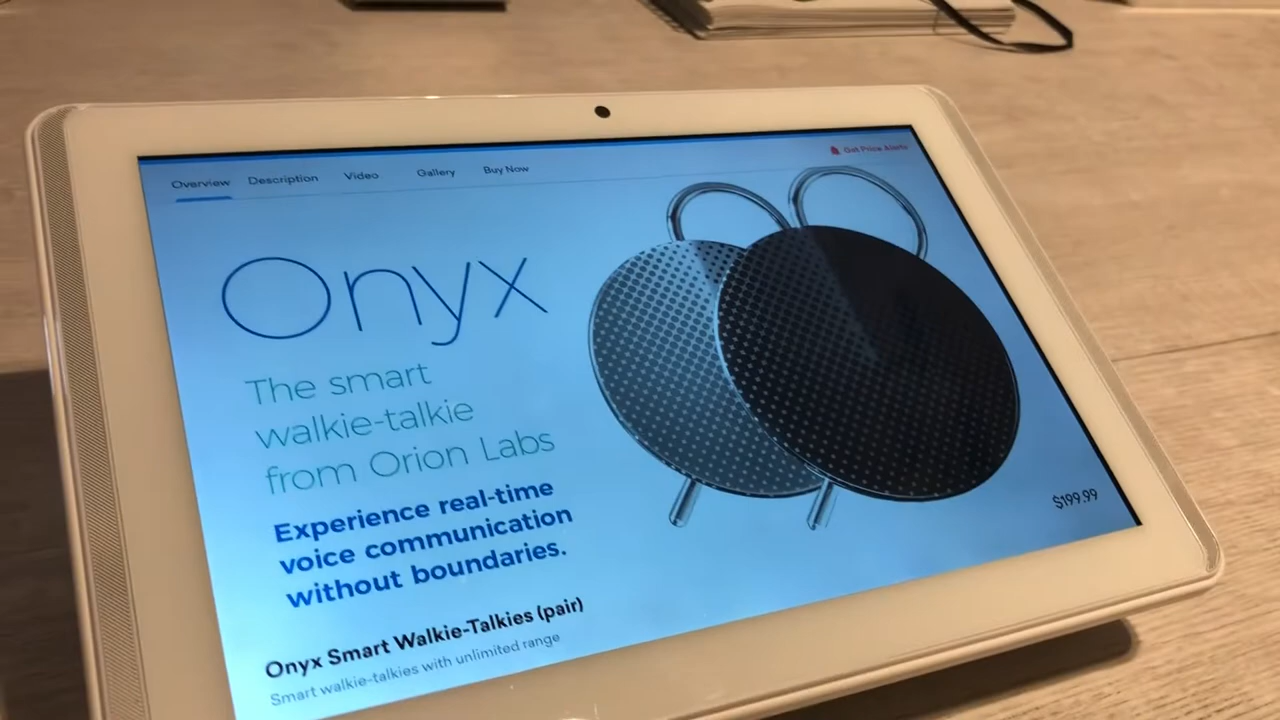 Overview Description Video Gallery Buy Now Get Price Alerts
Onyx
The smart
walkie-talkie
from Orion Labs
Experience real-time
voice communication
without boundaries.
$199.99
Onyx Smart Walkie-Talkies (pair)
Smart walkie-talkies with unlimited range